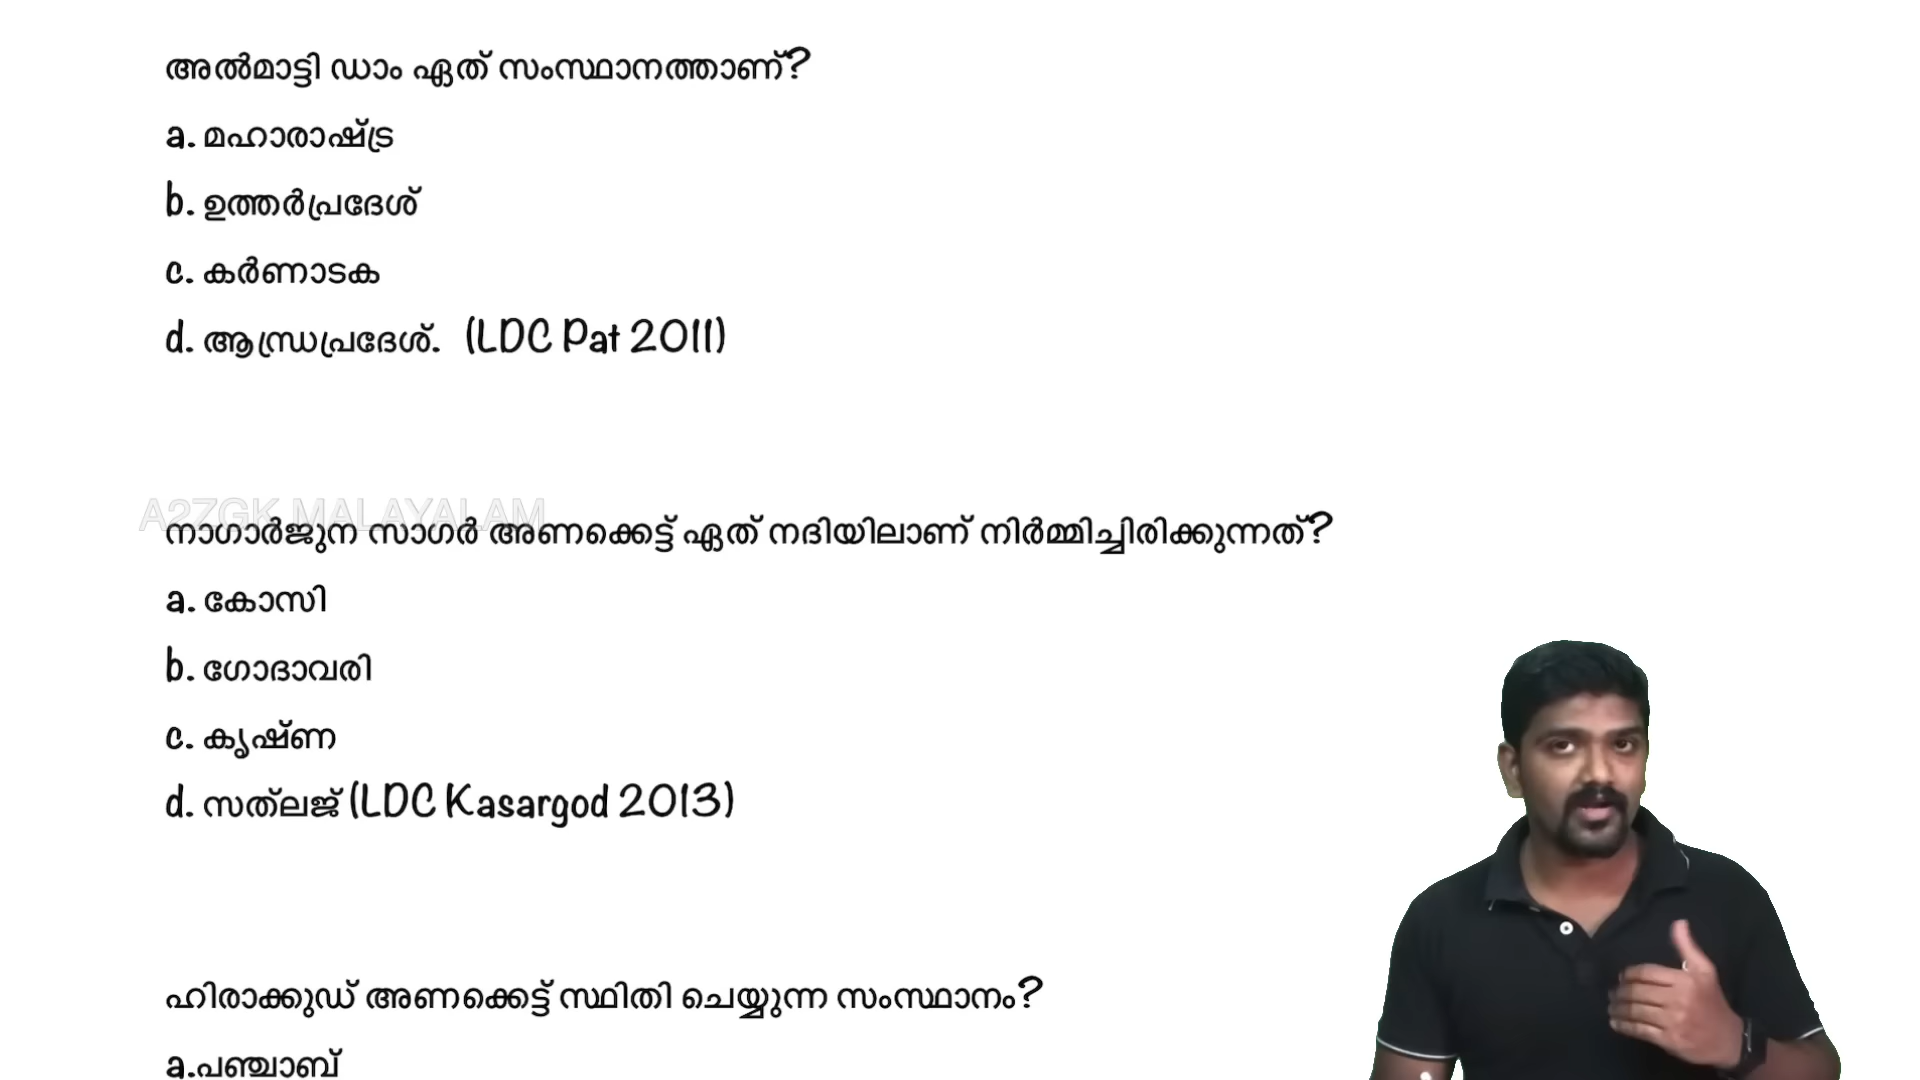 അൽമാട്ടി ഡാം ഏത് സംസ്ഥാനത്താണ്?
a. മഹാരാഷ്ട്ര
b. ഉത്തർപ്രദേശ്
c. കർണാടക
d. ആന്ധ്രപ്രദേശ്. (LDC Pat 2011)
A2ZGK MALAYALAM
നാഗാർജുന സാഗർ അണക്കെട്ട് ഏത് നദിയിലാണ് നിർമ്മിച്ചിരിക്കുന്നത്?
a. കോസി
b. ഗോദാവരി
c. കൃഷ്ണ
d. സത്‌ലജ് (LDC Kasargod 2013)
ഹിരാക്കുഡ് അണക്കെട്ട് സ്ഥിതി ചെയ്യുന്ന സംസ്ഥാനം?
a.പഞ്ചാബ്